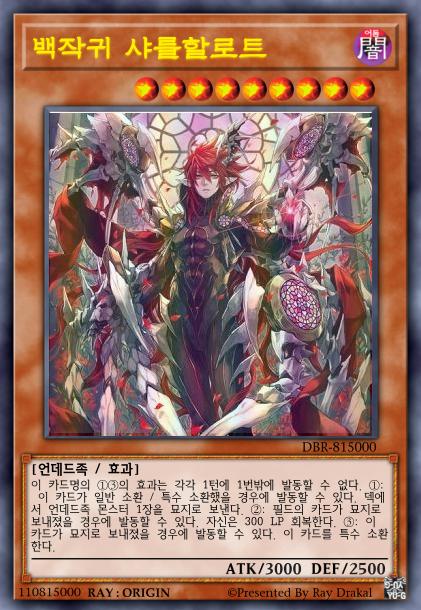 백작귀 샤를할로트
어둠
闇
DBR-815000
[언데드족 / 효과]
이 카드명의 ①③의 효과는 각각 1턴에 1번밖에 발동할 수 없다. ①:
이 카드가 일반 소환 / 특수 소환했을 경우에 발동할 수 있다. 덱에
서 언데드족 몬스터 1장을 묘지로 보낸다. ②: 필드의 카드가 묘지로
보내졌을 경우에 발동할 수 있다. 자신은 300 LP 회복한다. ③: 이
카드가 묘지로 보내졌을 경우에 발동할 수 있다. 이 카드를 특수 소환
한다.
ATK/3000 DEF/2500
110815000 RAY : ORIGIN ©Presented By Ray Drakal